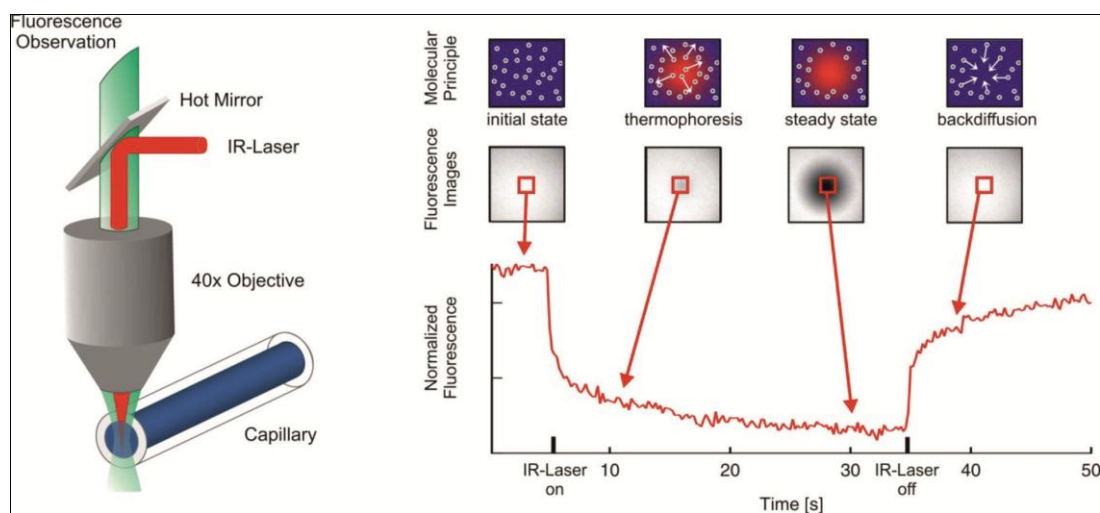 Fluorescence
Observation
Hot Mirror
IR-Laser
40x Objective
Capillary
Molecular
Principle
initial state
thermophoresis
steady state
backdiffusion
Fluorescence
Images
Normalized
Fluorescence
10
20
30
40
50
IR-Laser
on
IR-Laser
off
Time [s]